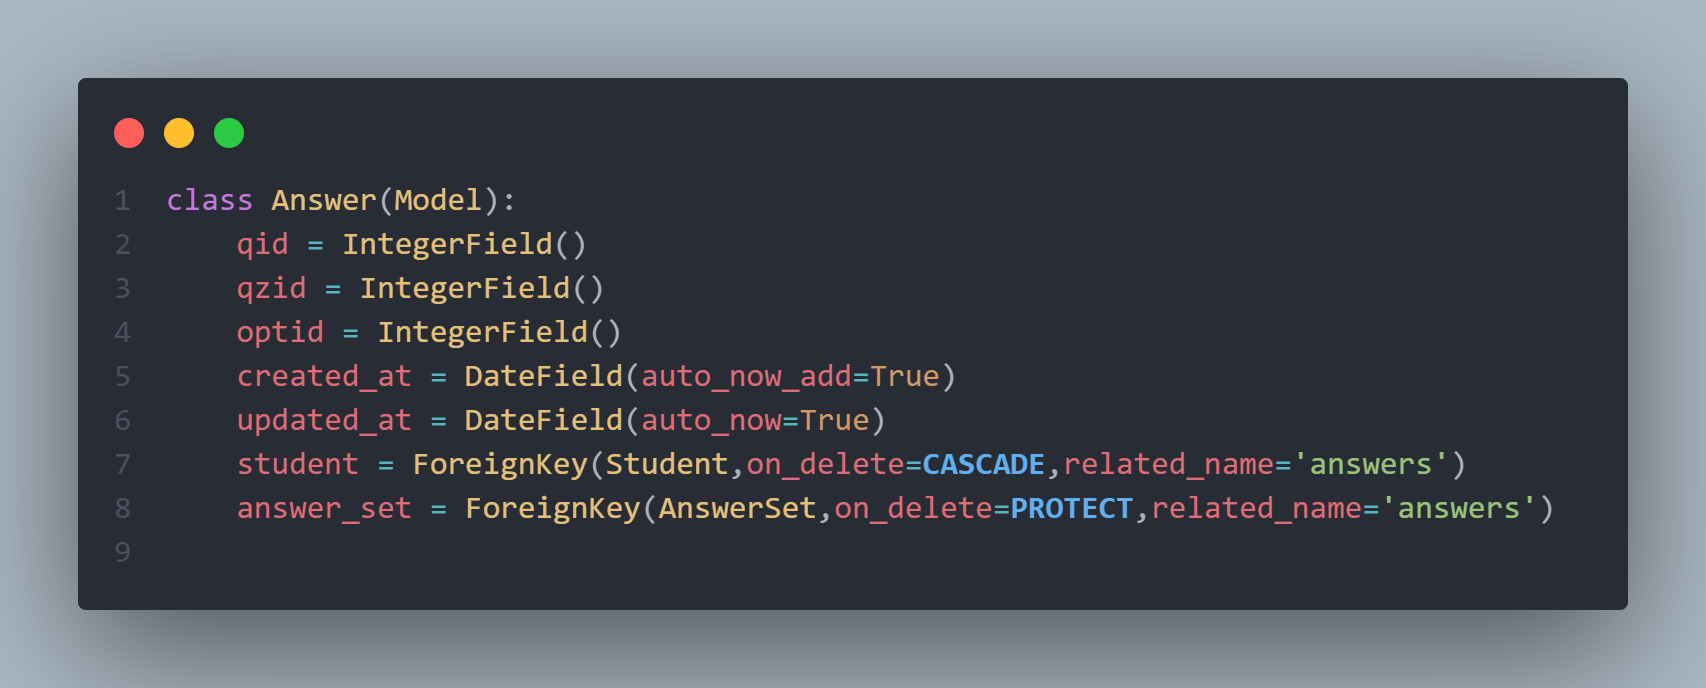 1 class Answer(Model):
2     qid = IntegerField()
3     qzid = IntegerField()
4     optid = IntegerField()
5     created_at = DateField(auto_now_add=True)
6     updated_at = DateField(auto_now=True)
7     student = ForeignKey(Student,on_delete=CASCADE,related_name='answers')
8     answer_set = ForeignKey(AnswerSet,on_delete=PROTECT,related_name='answers')
9